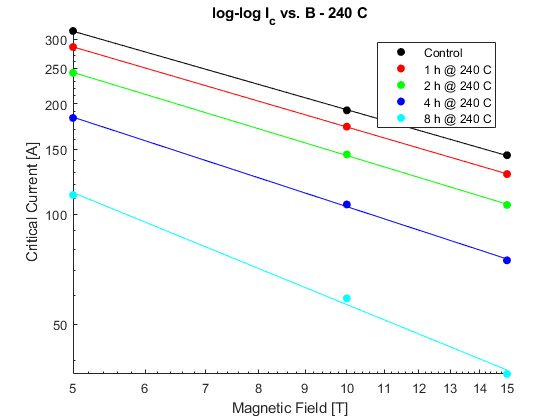 log-log Ic vs. B - 240 C
Control
1 h @ 240 C
2 h @ 240 C
4 h @ 240 C
8 h @ 240 C
300
250
200
150
100
50
Critical Current [A]
5 6 7 8 9 10 11 12 13 14 15
Magnetic Field [T]